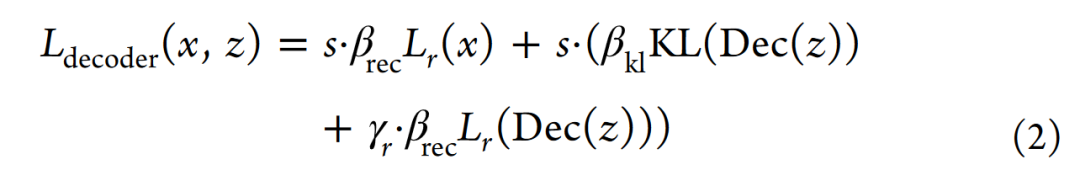 L_decoder(x, z) = s·β_rec L_r(x) + s·(β_kl KL(Dec(z))
+ γ_r·β_rec L_r(Dec(z))) (2)